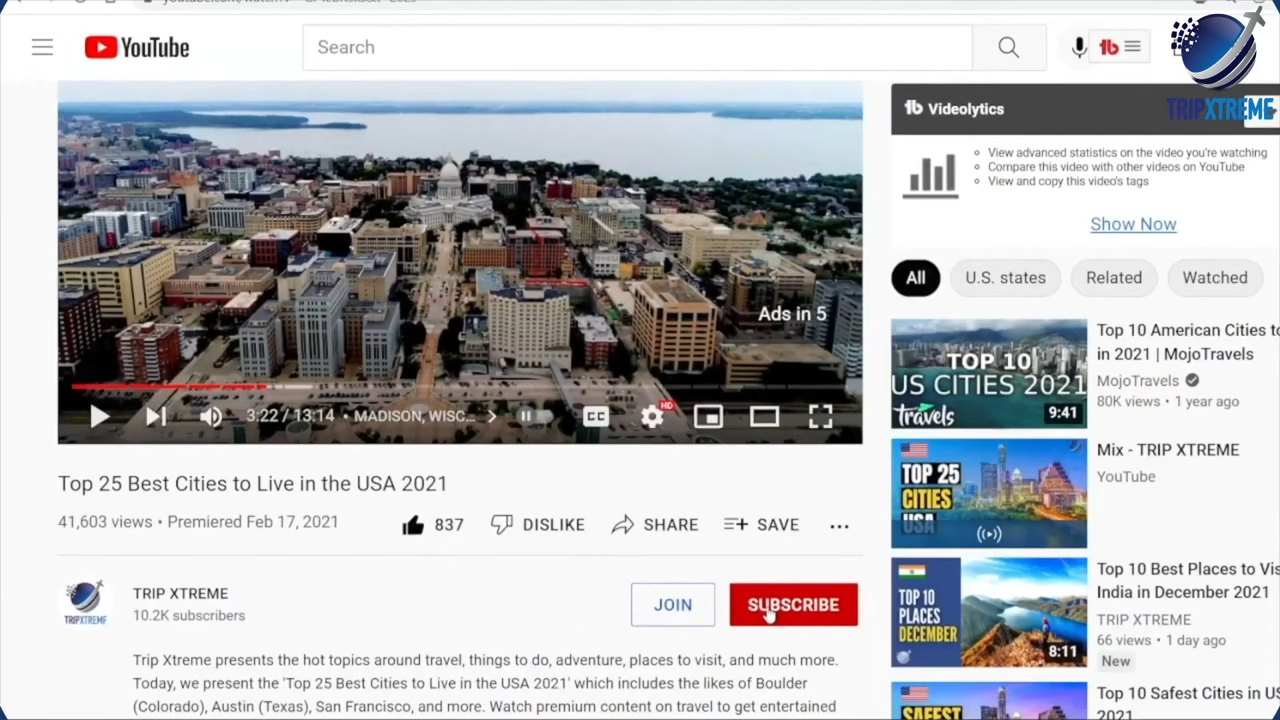 YouTube
Search
TRIPXTREME
Videolytics
View advanced statistics on the video you're watching
Compare this video with other videos on YouTube
View and copy this video's tags
Show Now
All
U.S. states
Related
Watched
Ads in 5
3:22 / 13:14 • MADISON, WISC...
CC
HD
Top 25 Best Cities to Live in the USA 2021
41,603 views • Premiered Feb 17, 2021
837
DISLIKE
SHARE
SAVE
TRIP XTREME
10.2K subscribers
TRIPXTREME
JOIN
SUBSCRIBE
Trip Xtreme presents the hot topics around travel, things to do, adventure, places to visit, and much more.
Today, we present the 'Top 25 Best Cities to Live in the USA 2021' which includes the likes of Boulder
(Colorado), Austin (Texas), San Francisco, and more. Watch premium content on travel to get entertained
TOP 10
US CITIES 2021
travels
9:41
Top 10 American Cities to
in 2021 | MojoTravels
MojoTravels
80K views • 1 year ago
TOP 25
CITIES
USA
Mix - TRIP XTREME
YouTube
TOP 10
PLACES
DECEMBER
8:11
Top 10 Best Places to Vis
India in December 2021
TRIP XTREME
66 views • 1 day ago
New
SAFEST
Top 10 Safest Cities in US
2021